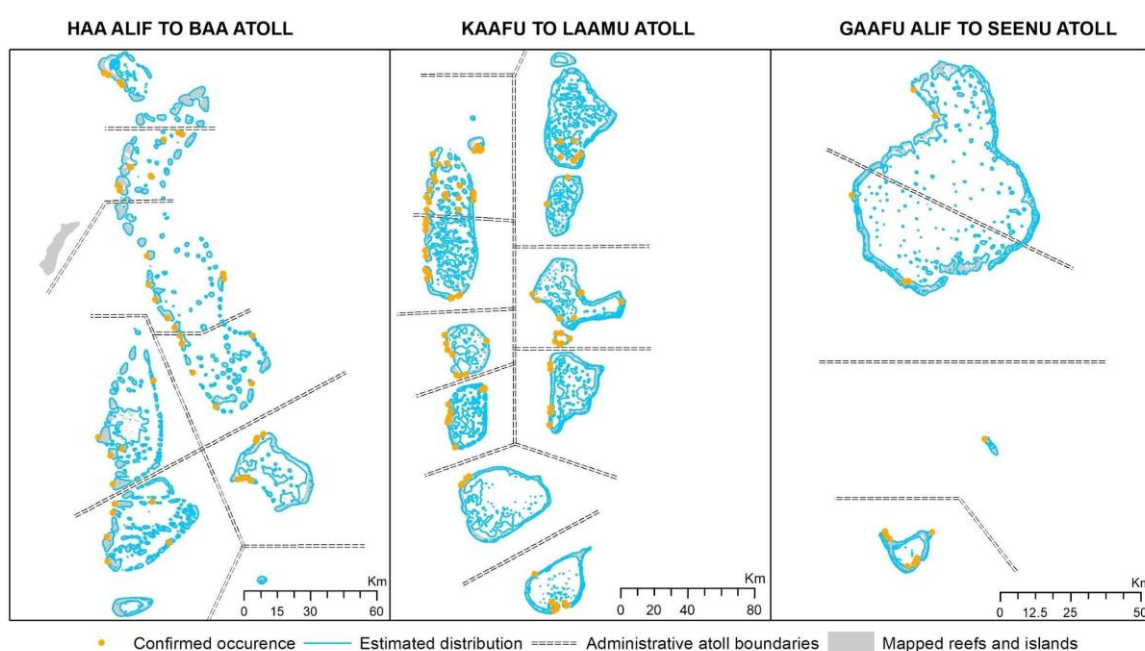 HAA ALIF TO BAA ATOLL
KAAFU TO LAAMU ATOLL
GAAFU ALIF TO SEENU ATOLL
Km
0 15 30 60
Km
0 20 40 80
Km
0 12.5 25 50
Confirmed occurence
Estimated distribution
Administrative atoll boundaries
Mapped reefs and islands